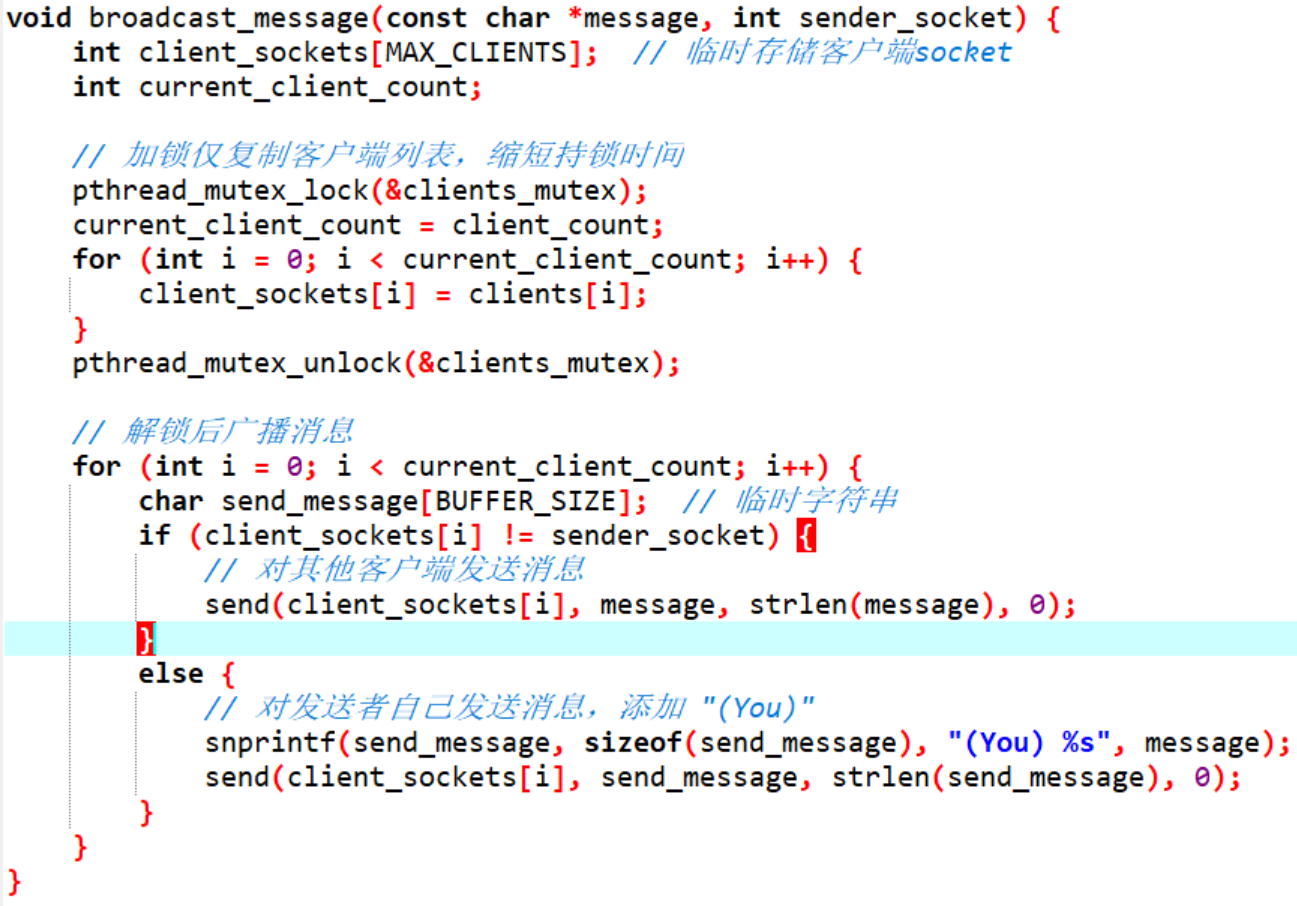 void broadcast_message(const char *message, int sender_socket) {
    int client_sockets[MAX_CLIENTS];  // 临时存储客户端socket
    int current_client_count;

    // 加锁仅复制客户端列表，缩短持锁时间
    pthread_mutex_lock(&clients_mutex);
    current_client_count = client_count;
    for (int i = 0; i < current_client_count; i++) {
        client_sockets[i] = clients[i];
    }
    pthread_mutex_unlock(&clients_mutex);

    // 解锁后广播消息
    for (int i = 0; i < current_client_count; i++) {
        char send_message[BUFFER_SIZE];  // 临时字符串
        if (client_sockets[i] != sender_socket) {
            // 对其他客户端发送消息
            send(client_sockets[i], message, strlen(message), 0);
        }
        else {
            // 对发送者自己发送消息，添加 "(You)"
            snprintf(send_message, sizeof(send_message), "(You) %s", message);
            send(client_sockets[i], send_message, strlen(send_message), 0);
        }
    }
}